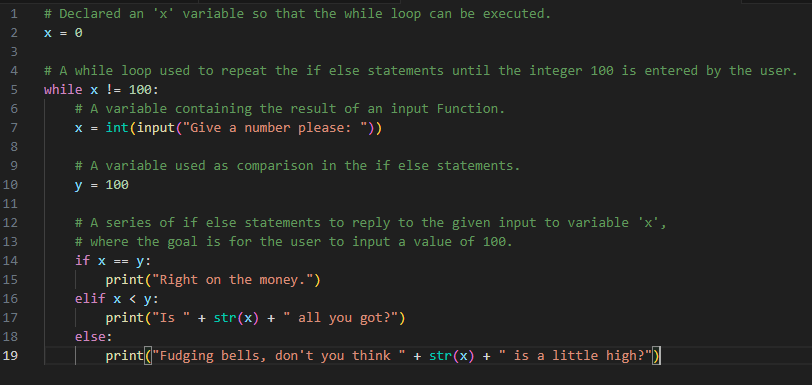 1 # Declared an 'x' variable so that the while loop can be executed.
2 x = 0
3
4 # A while loop used to repeat the if else statements until the integer 100 is entered by the user.
5 while x != 100:
6     # A variable containing the result of an input Function.
7     x = int(input("Give a number please: "))
8
9     # A variable used as comparison in the if else statements.
10     y = 100
11
12     # A series of if else statements to reply to the given input to variable 'x',
13     # where the goal is for the user to input a value of 100.
14     if x == y:
15         print("Right on the money.")
16     elif x < y:
17         print("Is " + str(x) + " all you got?")
18     else:
19         print("Fudging bells, don't you think " + str(x) + " is a little high?")